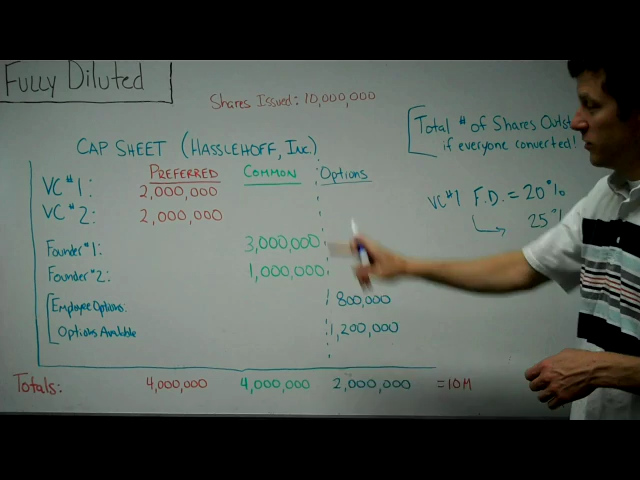 Fully Diluted
Shares Issued: 10,000,000
Total # of Shares
if everyone converted!
CAP SHEET (HASSLEHOFF, INC.)
PREFERRED COMMON Options
VC #1: 2,000,000
VC #2: 2,000,000
VC #1 F.D. = 20%
25%
Founder #1: 3,000,000
Founder #2: 1,000,000
Employee Options: 800,000
Options Available 1,200,000
Totals: 4,000,000 4,000,000 2,000,000 = 10M